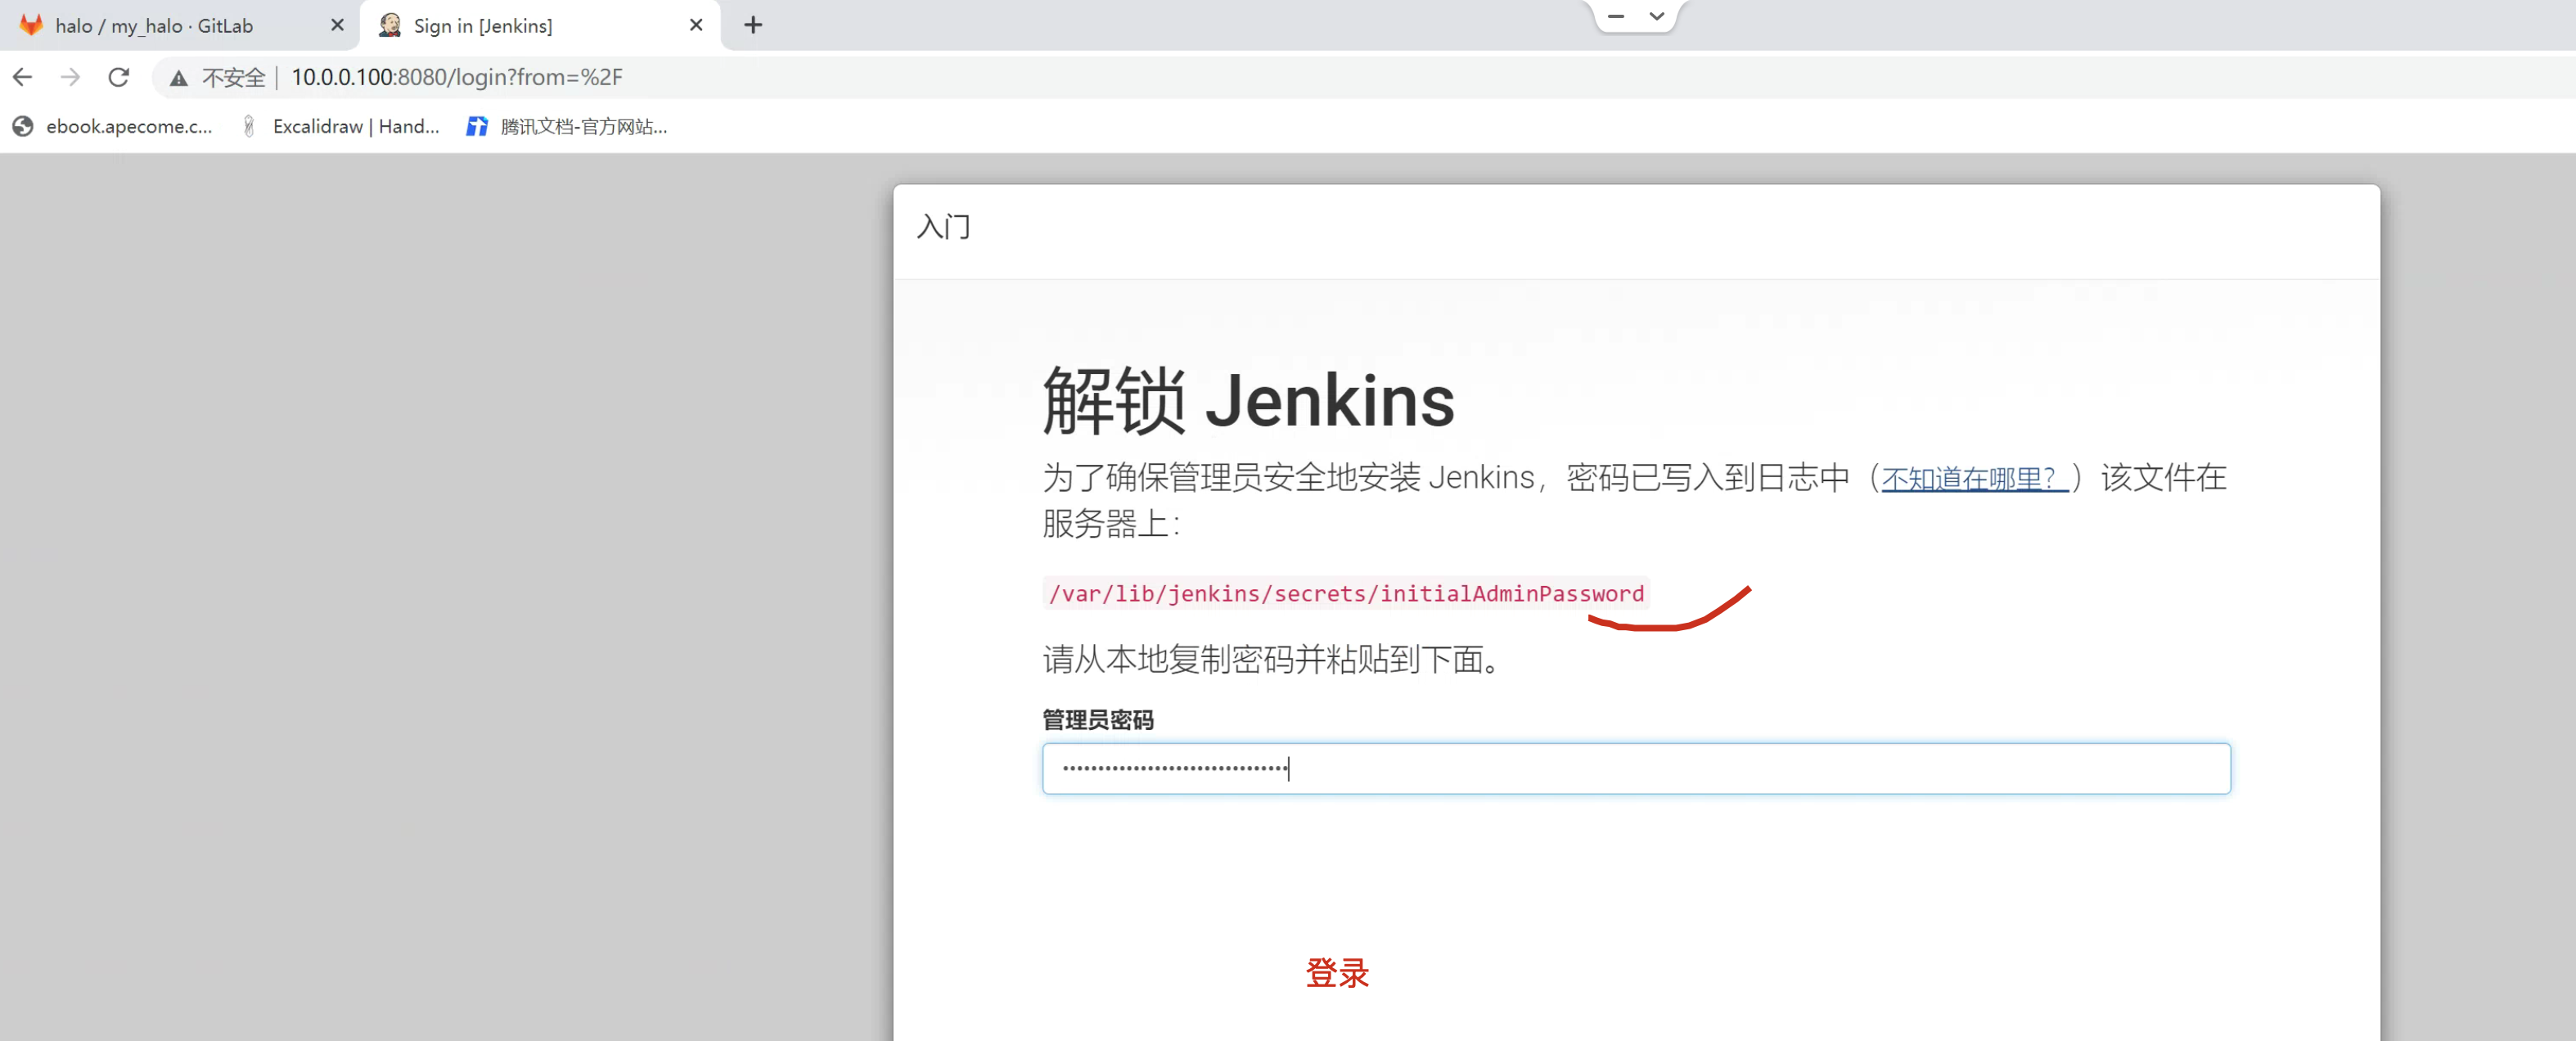 halo / my_halo · GitLab
Sign in [Jenkins]
不安全
10.0.0.100:8080/login?from=%2F
ebook.apecome.c...
Excalidraw | Hand...
腾讯文档-官方网站...
入门
解锁 Jenkins
为了确保管理员安全地安装 Jenkins，密码已写入到日志中（不知道在哪里？）该文件在
服务器上：
/var/lib/jenkins/secrets/initialAdminPassword
请从本地复制密码并粘贴到下面。
管理员密码
登录